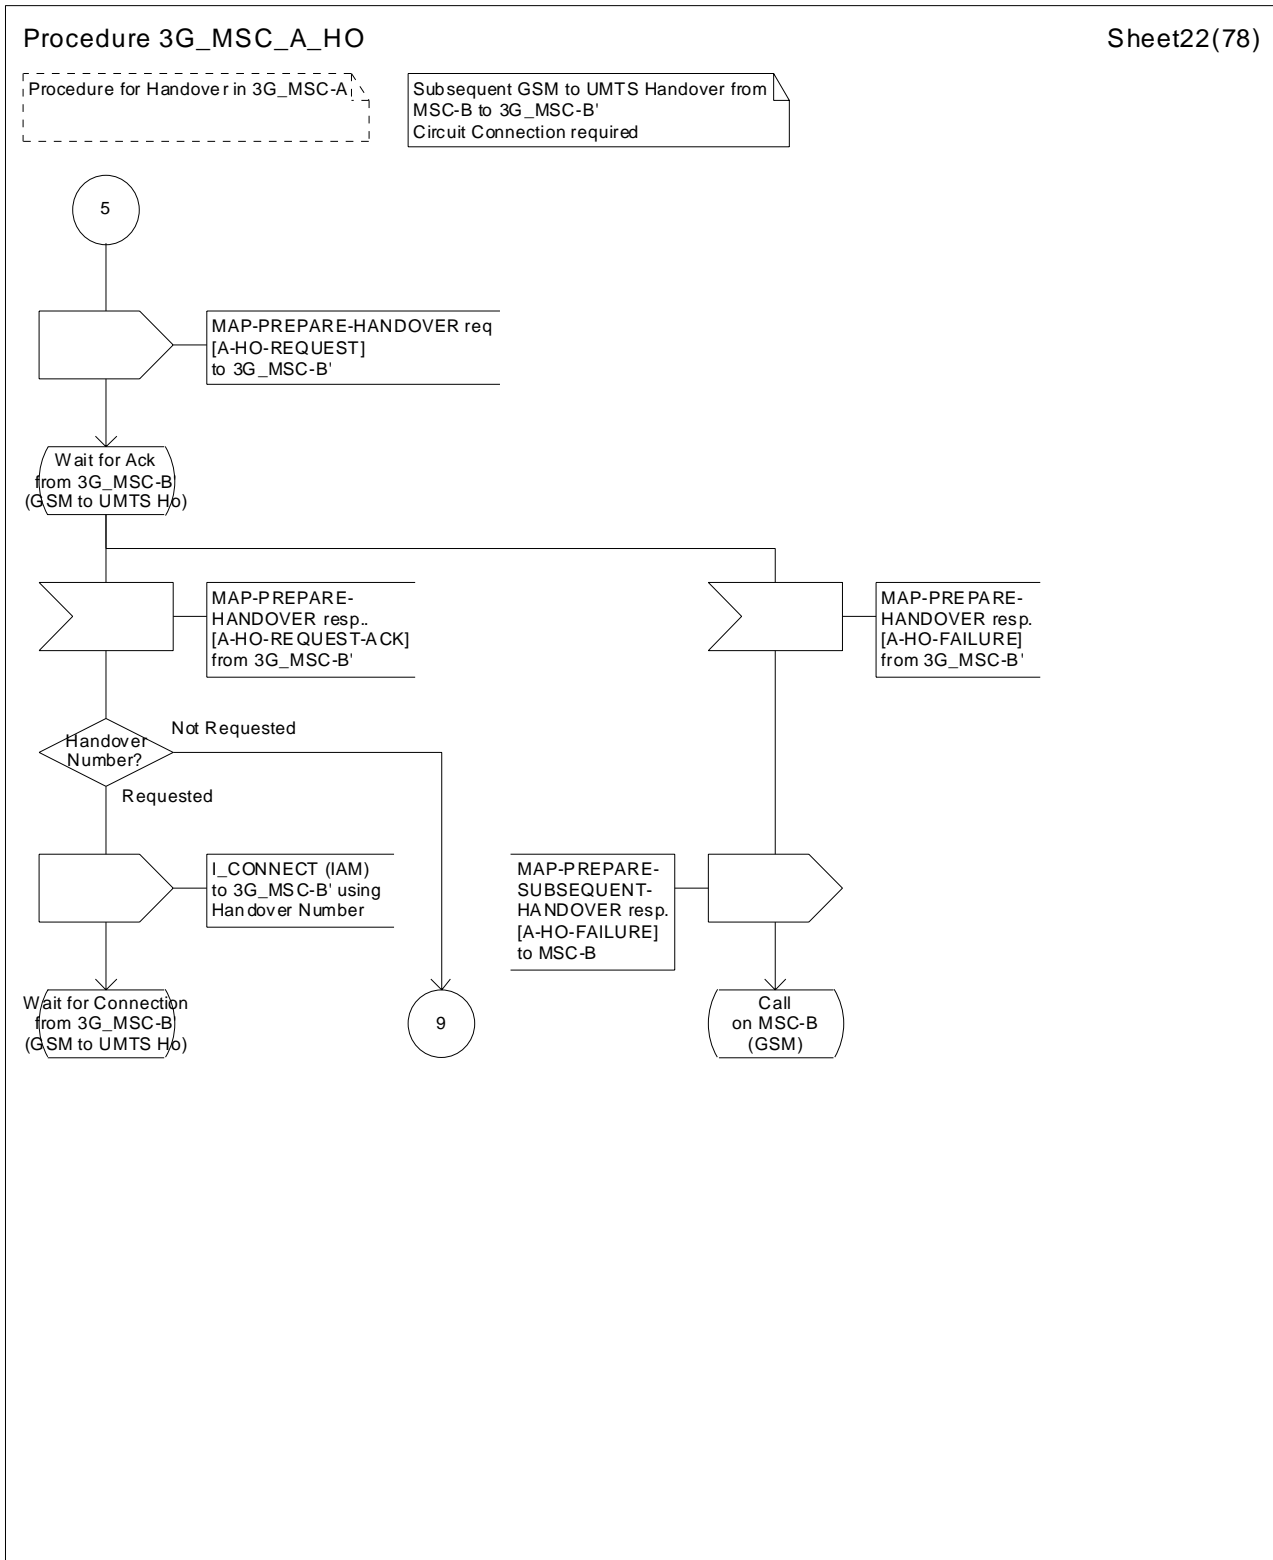 Procedure 3G_MSC_A_HO
Sheet22(78)
Procedure for Handover in 3G_MSC-A
Subsequent GSM to UMTS Handover from
MSC-B to 3G_MSC-B'
Circuit Connection required
5
MAP-PREPARE-HANDOVER req
[A-HO-REQUEST]
to 3G_MSC-B'
Wait for Ack
from 3G_MSC-B'
(GSM to UMTS Ho)
MAP-PREPARE-
HANDOVER resp..
[A-HO-REQUEST-ACK]
from 3G_MSC-B'
MAP-PREPARE-
HANDOVER resp.
[A-HO-FAILURE]
from 3G_MSC-B'
Handover
Number?
Not Requested
Requested
I_CONNECT (IAM)
to 3G_MSC-B' using
Handover Number
MAP-PREPARE-
SUBSEQUENT-
HANDOVER resp.
[A-HO-FAILURE]
to MSC-B
Wait for Connection
from 3G_MSC-B'
(GSM to UMTS Ho)
9
Call
on MSC-B
(GSM)